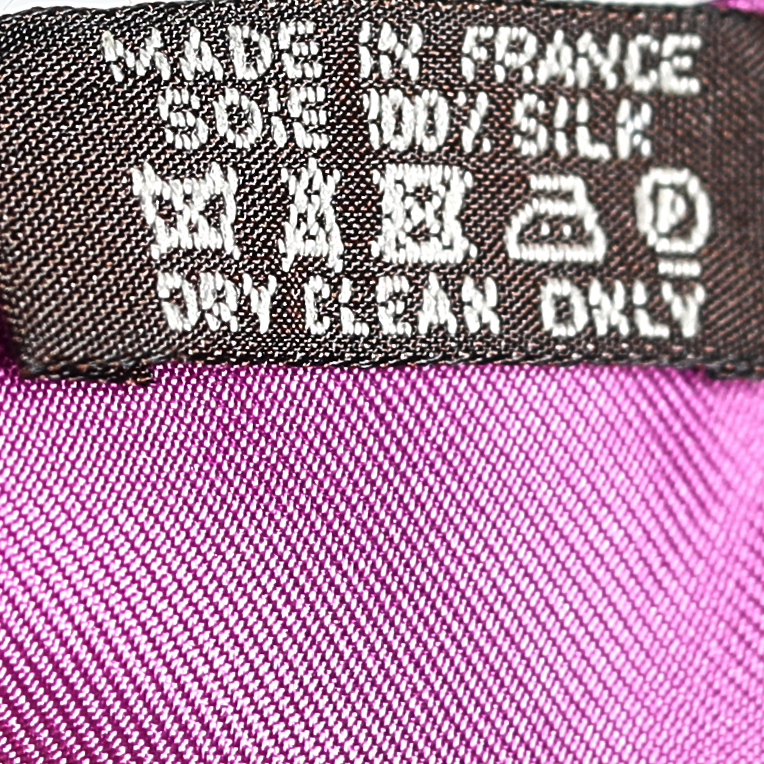 MADE IN FRANCE
SOIE 100% SILK
P
DRY CLEAN ONLY